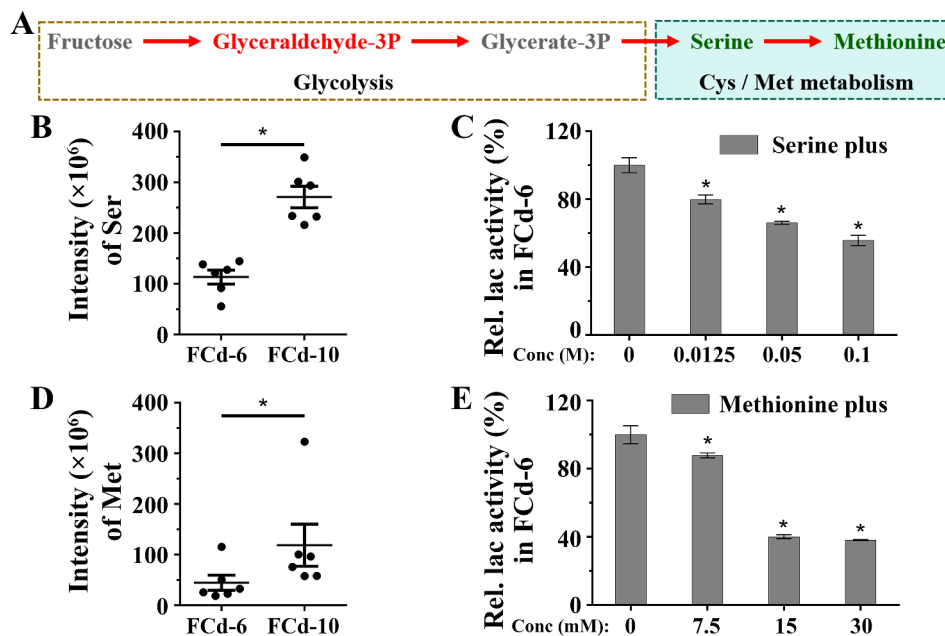 A
Fructose Glyceraldehyde-3P Glycerate-3P Serine Methionine
Glycolysis Cys / Met metabolism
B
Intensity (×10⁶)
of Ser
400
300
200
100
0
*
FCd-6 FCd-10
C
Rel. lac activity (%)
in FCd-6
120
80
40
0
Serine plus
* * *
Conc (M): 0 0.0125 0.05 0.1
D
Intensity (×10⁶)
of Met
400
300
200
100
0
*
FCd-6 FCd-10
E
Rel. lac activity (%)
in FCd-6
120
80
40
0
Methionine plus
* * *
Conc (mM): 0 7.5 15 30